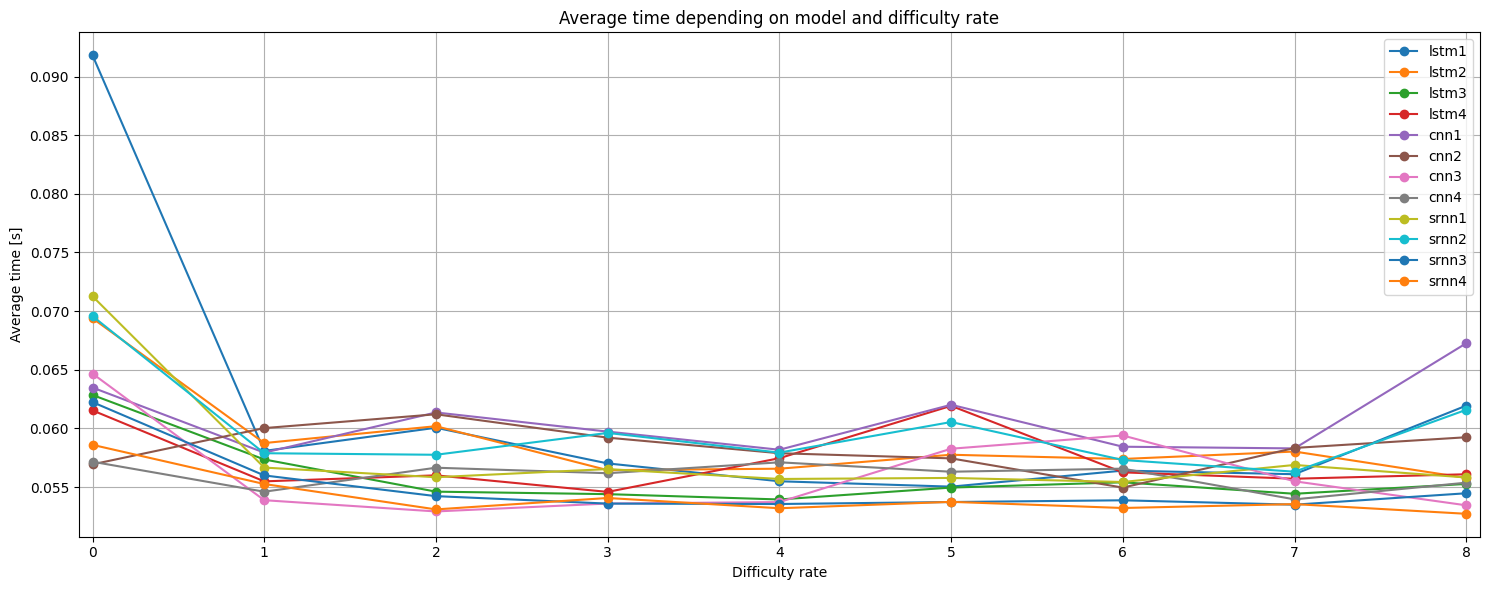 Average time depending on model and difficulty rate
Average time [s]
0.090
0.085
0.080
0.075
0.070
0.065
0.060
0.055
0 1 2 3 4 5 6 7 8
Difficulty rate
lstm1
lstm2
lstm3
lstm4
cnn1
cnn2
cnn3
cnn4
srnn1
srnn2
srnn3
srnn4